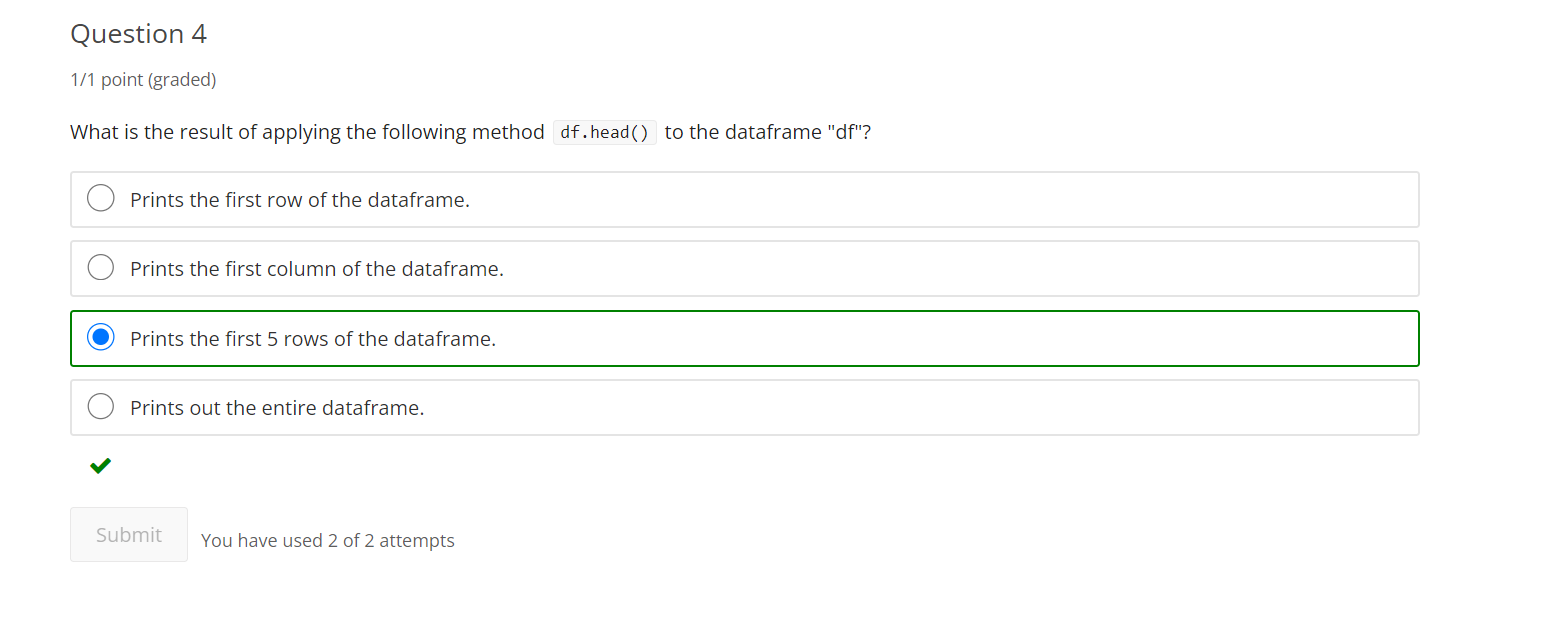 Question 4
1/1 point (graded)
What is the result of applying the following method df.head() to the dataframe "df"?
Prints the first row of the dataframe.
Prints the first column of the dataframe.
Prints the first 5 rows of the dataframe.
Prints out the entire dataframe.
Submit You have used 2 of 2 attempts